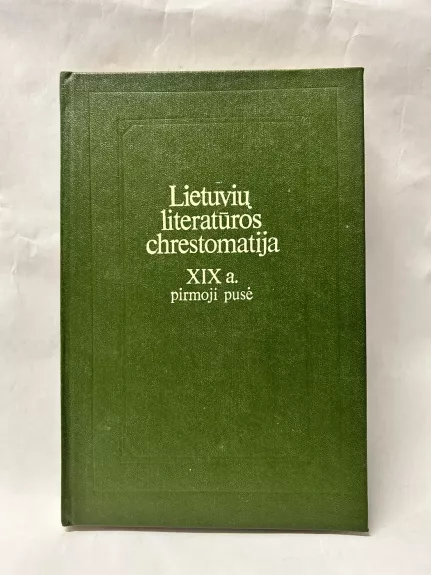 Lietuvių
literatūros
chrestomatija
XIX a.
pirmoji pusė